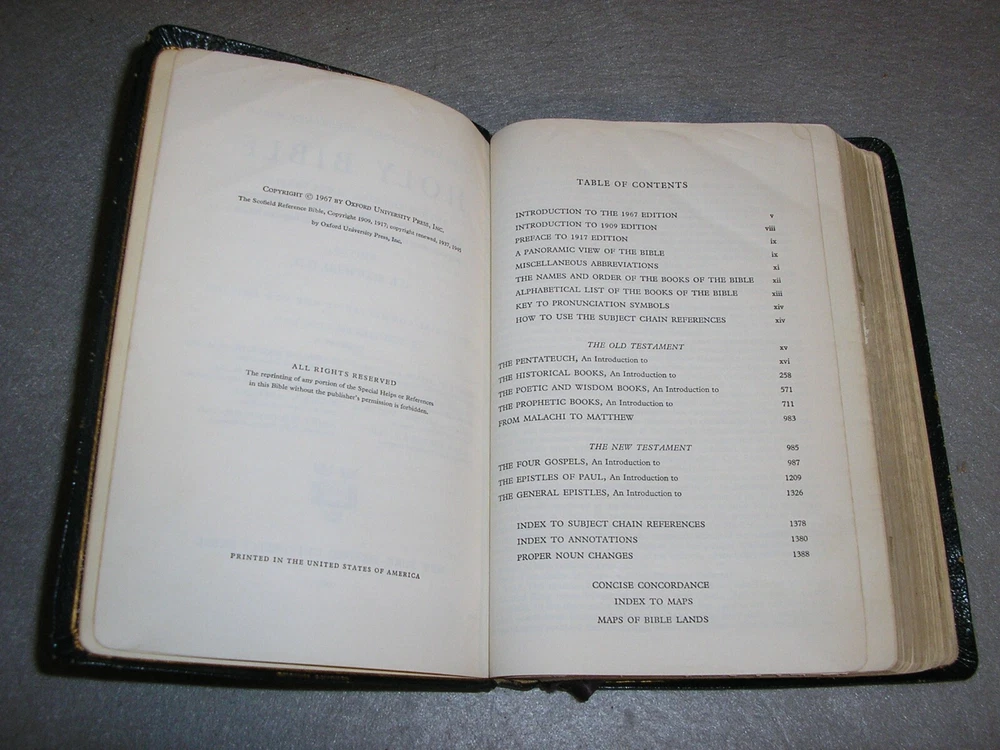 COPYRIGHT © 1967 BY OXFORD UNIVERSITY PRESS, INC.
The Scofield Reference Bible, Copyright 1909, 1917; copyright renewed, 1937, 1945
by Oxford University Press, Inc.
ALL RIGHTS RESERVED
The reprinting of any portion of the Special Helps or References
in this Bible without the publisher's permission is forbidden.
PRINTED IN THE UNITED STATES OF AMERICA
TABLE OF CONTENTS
INTRODUCTION TO THE 1967 EDITION v
INTRODUCTION TO 1909 EDITION viii
PREFACE TO 1917 EDITION ix
A PANORAMIC VIEW OF THE BIBLE ix
MISCELLANEOUS ABBREVIATIONS xi
THE NAMES AND ORDER OF THE BOOKS OF THE BIBLE xii
ALPHABETICAL LIST OF THE BOOKS OF THE BIBLE xiii
KEY TO PRONUNCIATION SYMBOLS xiv
HOW TO USE THE SUBJECT CHAIN REFERENCES xiv
THE OLD TESTAMENT xv
THE PENTATEUCH, An Introduction to xvi
THE HISTORICAL BOOKS, An Introduction to 258
THE POETIC AND WISDOM BOOKS, An Introduction to 571
THE PROPHETIC BOOKS, An Introduction to 711
FROM MALACHI TO MATTHEW 983
THE NEW TESTAMENT 985
THE FOUR GOSPELS, An Introduction to 987
THE EPISTLES OF PAUL, An Introduction to 1209
THE GENERAL EPISTLES, An Introduction to 1326
INDEX TO SUBJECT CHAIN REFERENCES 1378
INDEX TO ANNOTATIONS 1380
PROPER NOUN CHANGES 1388
CONCISE CONCORDANCE
INDEX TO MAPS
MAPS OF BIBLE LANDS